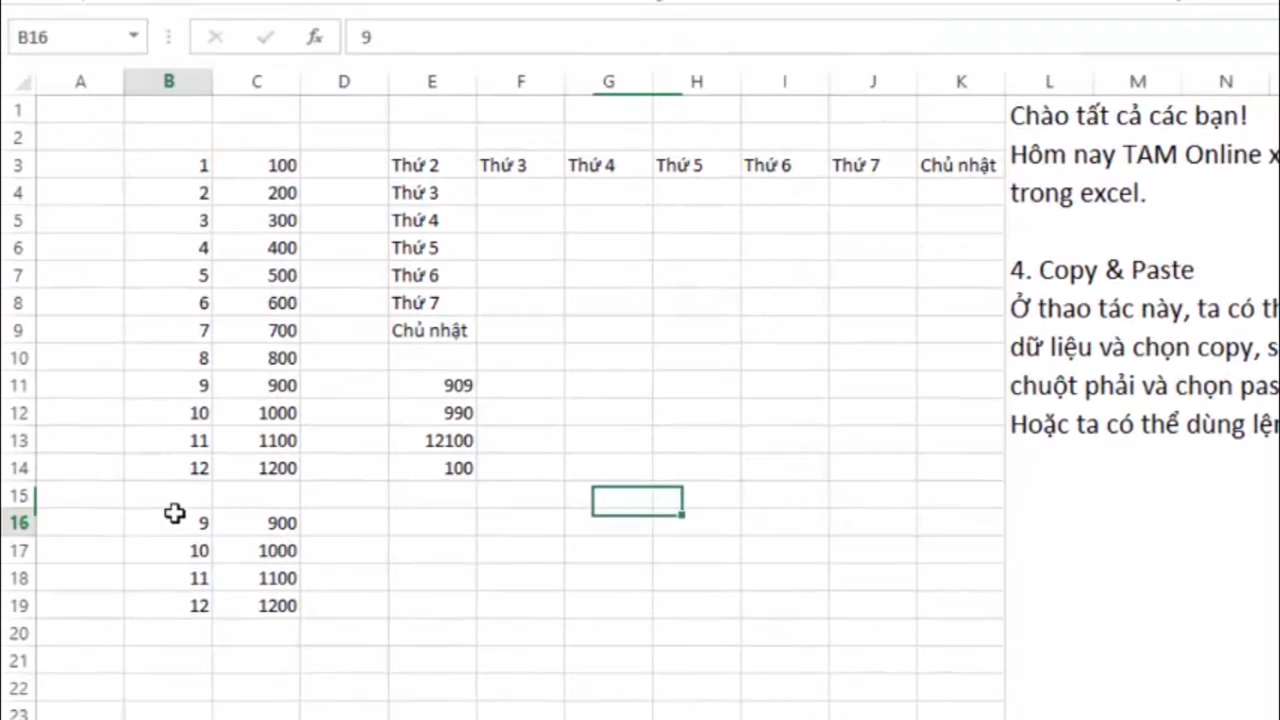 B16 fx 9
A B C D E F G H I J K L M N
1
2
3 1 100 Thứ 2 Thứ 3 Thứ 4 Thứ 5 Thứ 6 Thứ 7 Chủ nhật
4 2 200 Thứ 3
5 3 300 Thứ 4
6 4 400 Thứ 5
7 5 500 Thứ 6
8 6 600 Thứ 7
9 7 700 Chủ nhật
10 8 800
11 9 900 909
12 10 1000 990
13 11 1100 12100
14 12 1200 100
15
16 9 900
17 10 1000
18 11 1100
19 12 1200
20
21
22
23
Chào tất cả các bạn!
Hôm nay TAM Online
trong excel.
4. Copy & Paste
Ở thao tác này, ta có
dữ liệu và chọn copy,
chuột phải và chọn
Hoặc ta có thể dùng